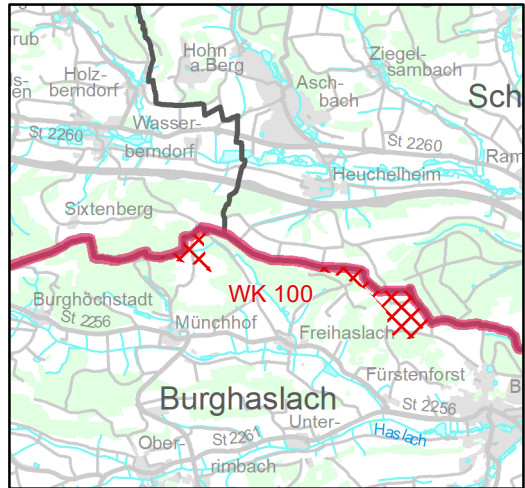 rub
Hohn
a.Berg
Ziegel-
sambach
Holz-
berndorf
Asch-
bach
Sch
St 2260
Wasser-
berndorf
St 2260
Ram
Heuchelheim
Sixtenberg
WK 100
Burghöchstadt
St 2256
Münchhof
Freihaslach
Fürstenforst
B
Burghaslach
St 2256
Ober-
rimbach
St 2261
Unter-
Haslach